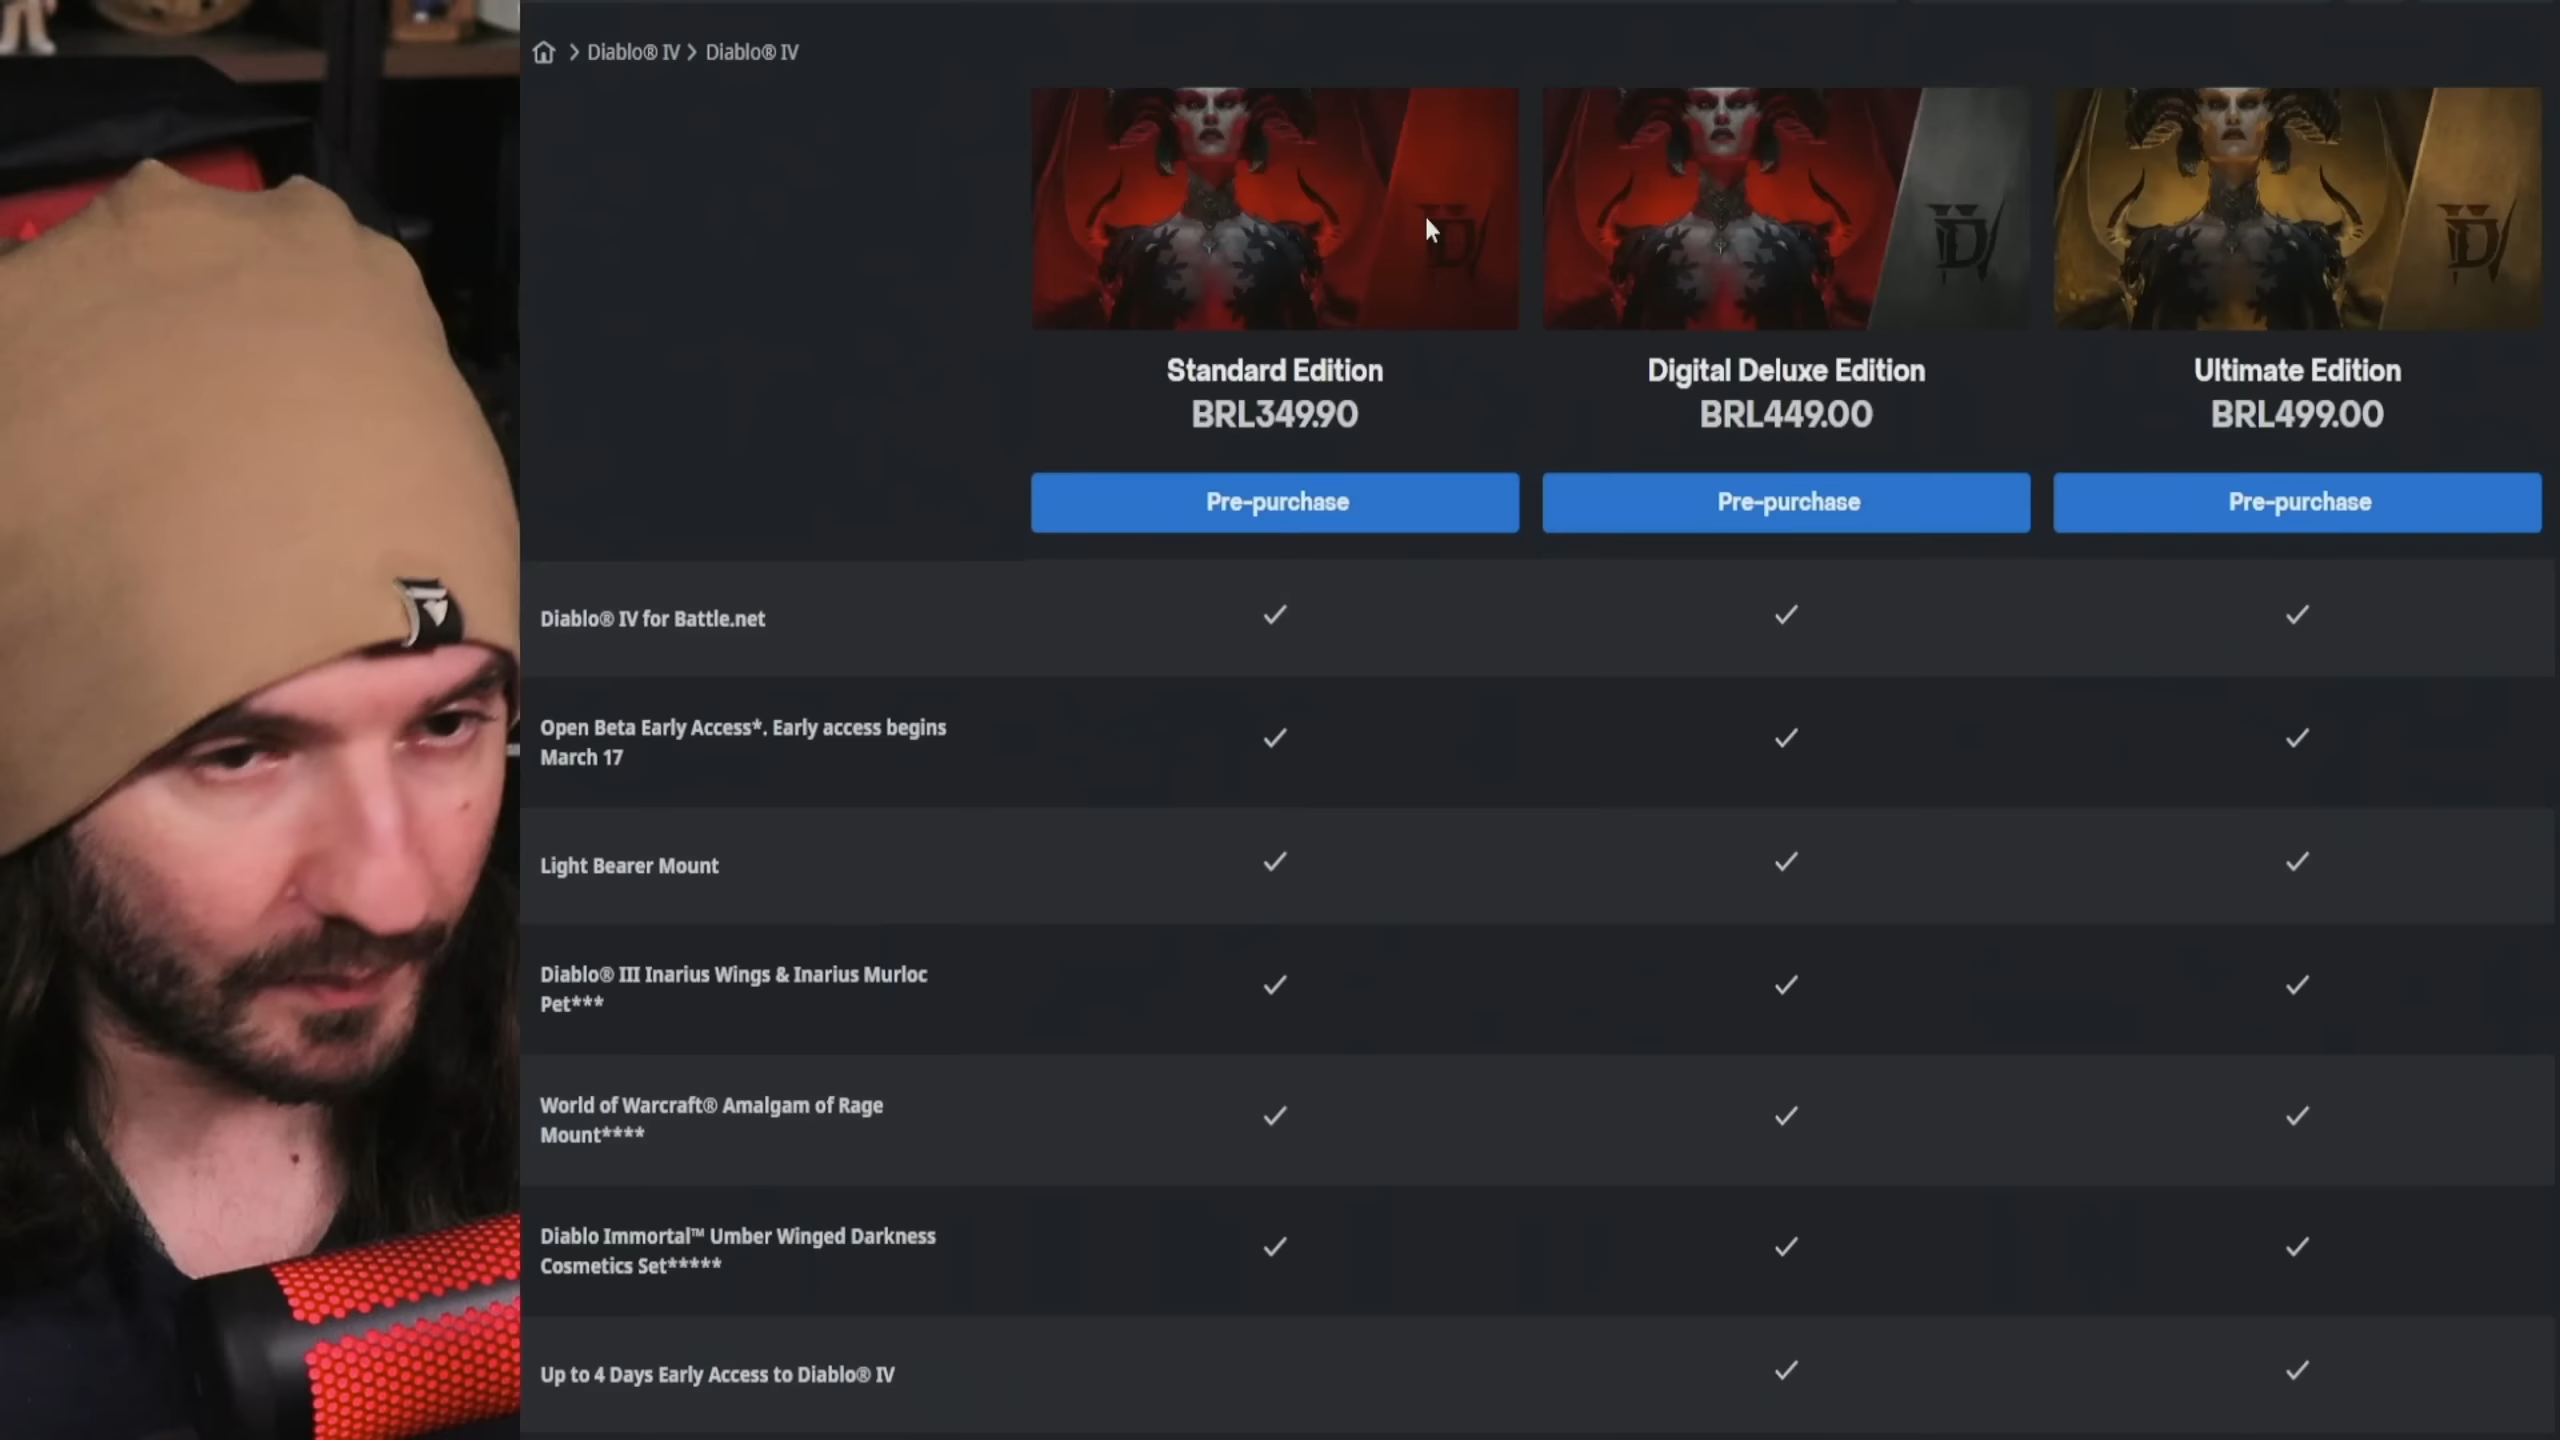 Diablo® IV
Diablo® IV
Standard Edition
BRL349.90
Pre-purchase
Digital Deluxe Edition
BRL449.00
Pre-purchase
Ultimate Edition
BRL499.00
Pre-purchase
Diablo® IV for Battle.net
Open Beta Early Access*. Early access begins
March 17
Light Bearer Mount
Diablo® III Inarius Wings & Inarius Murloc
Pet***
World of Warcraft® Amalgam of Rage
Mount****
Diablo Immortal™ Umber Winged Darkness
Cosmetics Set*****
Up to 4 Days Early Access to Diablo® IV